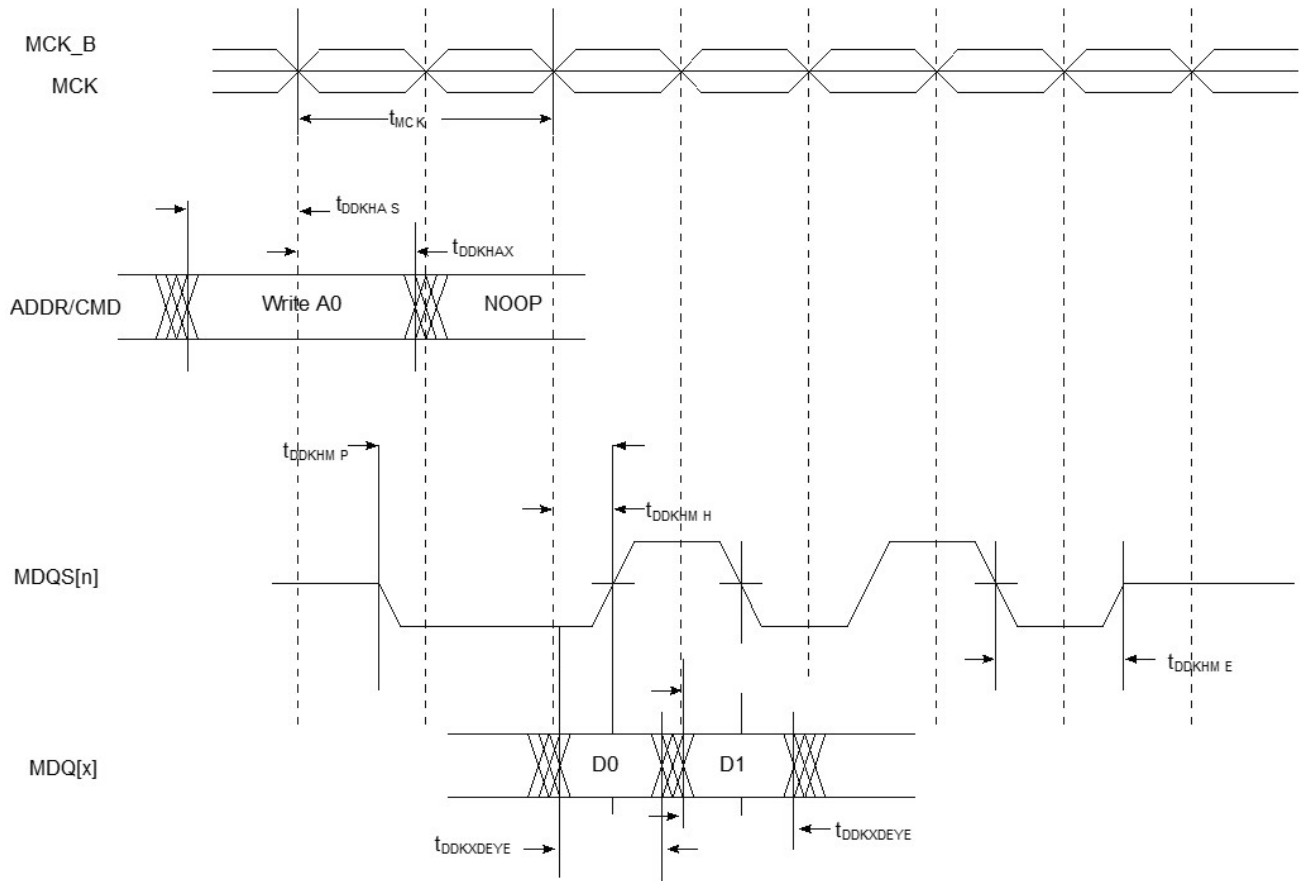 MCK_B
MCK
tMCK
tDDKHAS
tDDKHAX
ADDR/CMD
Write A0
NOOP
tDDKHMP
tDDKHMH
MDQS[n]
tDDKHME
MDQ[x]
D0
D1
tDDKXDEYE
tDDKXDEYE